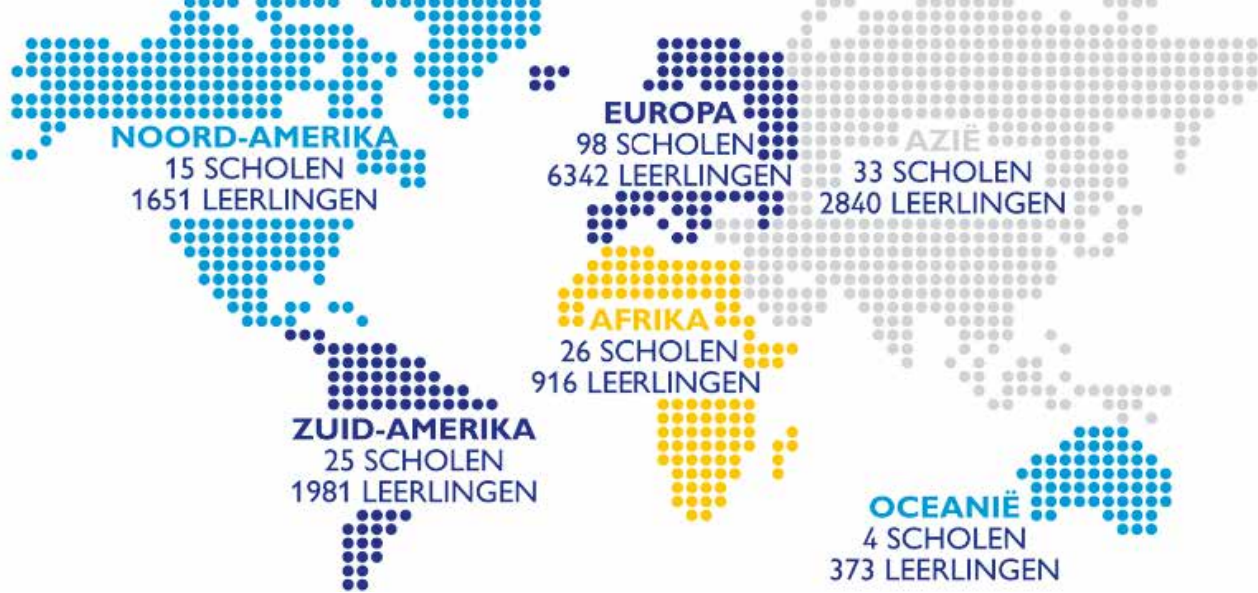 NOORD-AMERIKA
15 SCHOLEN
1651 LEERLINGEN
EUROPA
98 SCHOLEN
6342 LEERLINGEN
AZIË
33 SCHOLEN
2840 LEERLINGEN
AFRIKA
26 SCHOLEN
916 LEERLINGEN
ZUID-AMERIKA
25 SCHOLEN
1981 LEERLINGEN
OCEANIË
4 SCHOLEN
373 LEERLINGEN